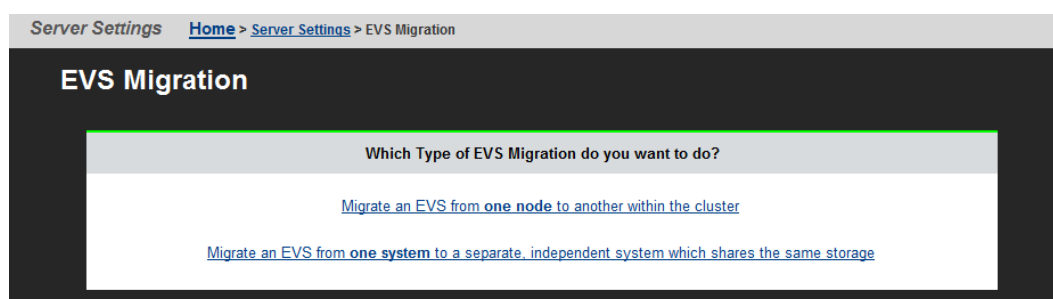 Server Settings Home > Server Settings > EVS Migration
EVS Migration
Which Type of EVS Migration do you want to do?
Migrate an EVS from one node to another within the cluster
Migrate an EVS from one system to a separate, independent system which shares the same storage